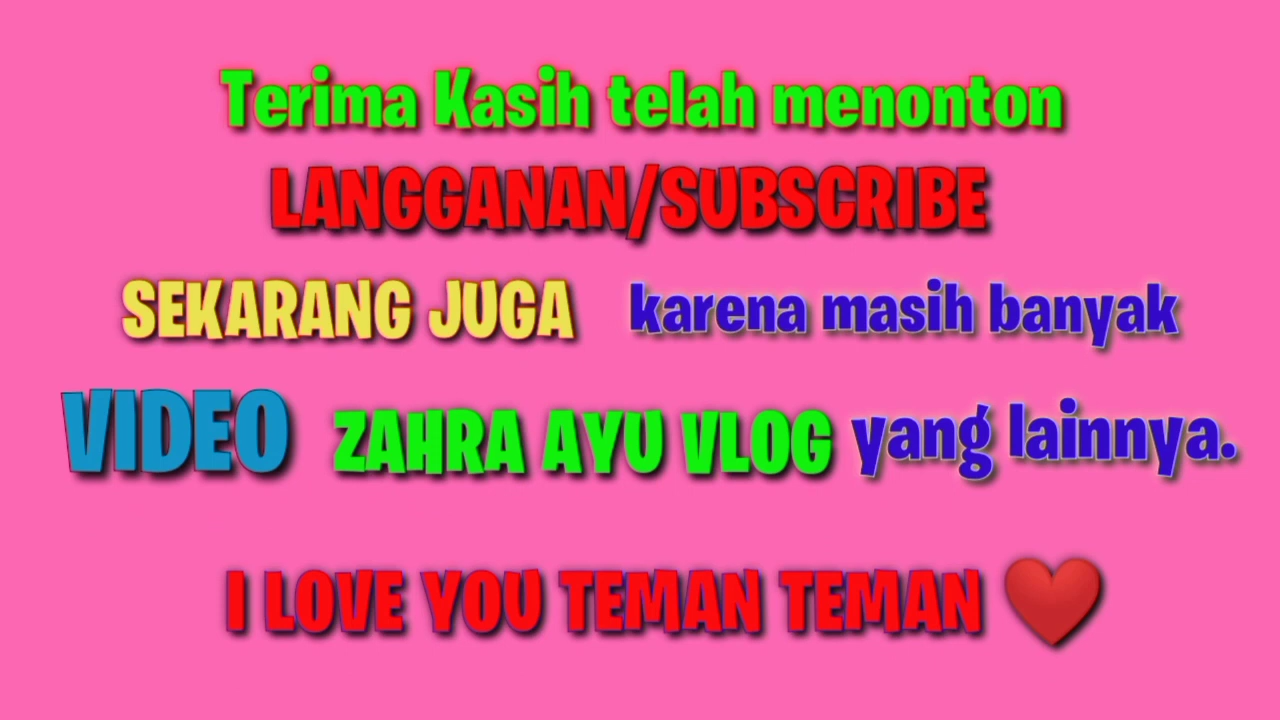 Terima Kasih telah menonton
LANGGANAN/SUBSCRIBE
SEKARANG JUGA karena masih banyak
VIDEO ZAHRA AYU VLOG yang lainnya.
I LOVE YOU TEMAN TEMAN ❤️